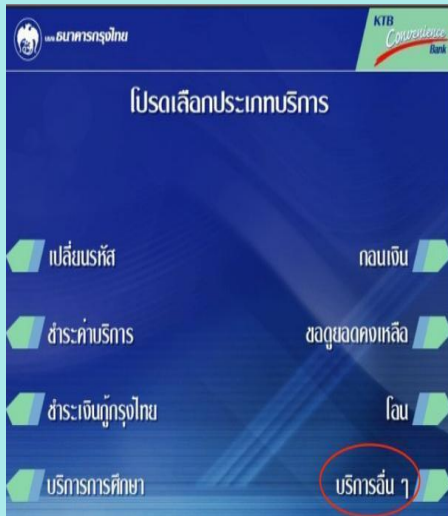 บมจ.ธนาคารกรุงไทย
KTB
Convenience
Bank
โปรดเลือกประเภทบริการ
เปลี่ยนรหัส
ถอนเงิน
ชำระค่าบริการ
ขอดูยอดคงเหลือ
ชำระเงินกู้กรุงไทย
โอน
บริการการศึกษา
บริการอื่น ๆ